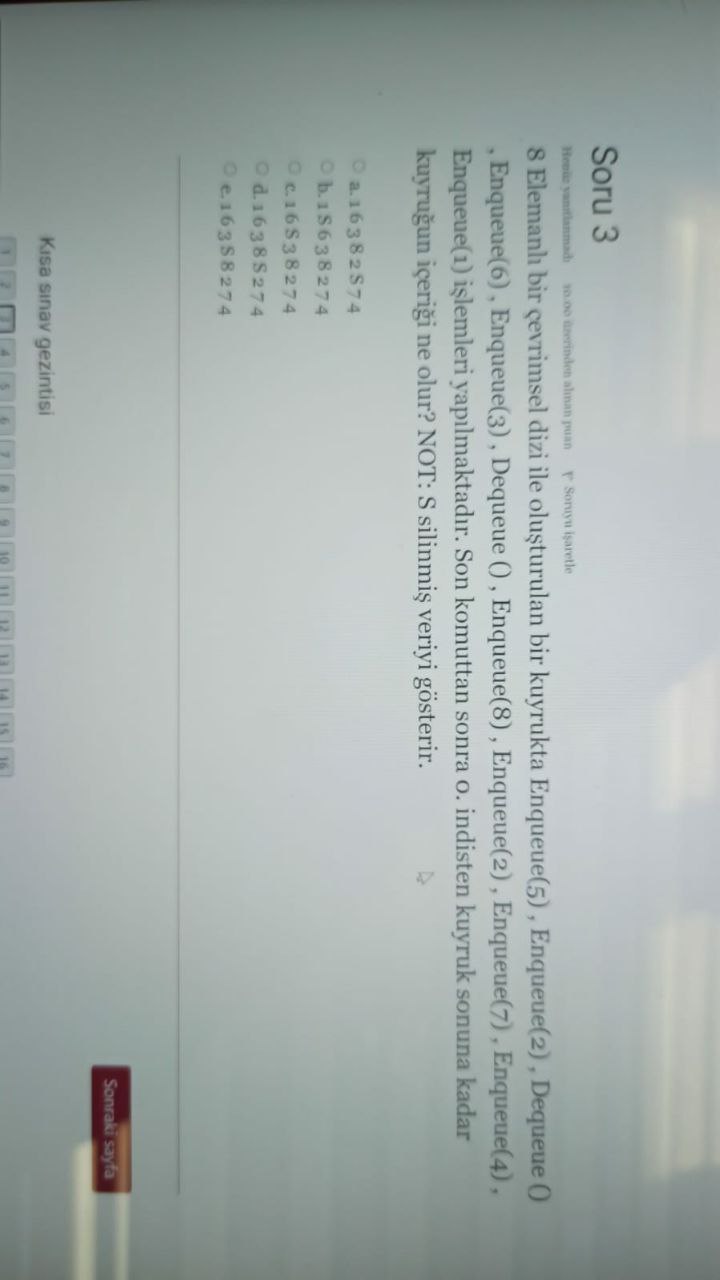 Soru 3
Henüz yanıtlanmadı 10.00 üzerinden alınan puan Soruyu işaretle
8 Elemanlı bir çevrimsel dizi ile oluşturulan bir kuyrukta Enqueue(5) , Enqueue(2) , Dequeue ()
, Enqueue(6) , Enqueue(3) , Dequeue () , Enqueue(8) , Enqueue(2) , Enqueue(7) , Enqueue(4) ,
Enqueue(1) işlemleri yapılmaktadır. Son komuttan sonra 0. indisten kuyruk sonuna kadar
kuyruğun içeriği ne olur? NOT: S silinmiş veriyi gösterir.
a. 1 6 3 8 2 S 7 4
b. 1 S 6 3 8 2 7 4
c. 1 6 S 3 8 2 7 4
d. 1 6 3 8 S 2 7 4
e. 1 6 3 S 8 2 7 4
Sonraki sayfa
Kısa sınav gezintisi
1 2 3 4 5 6 7 8 9 10 11 12 13 14 15 16